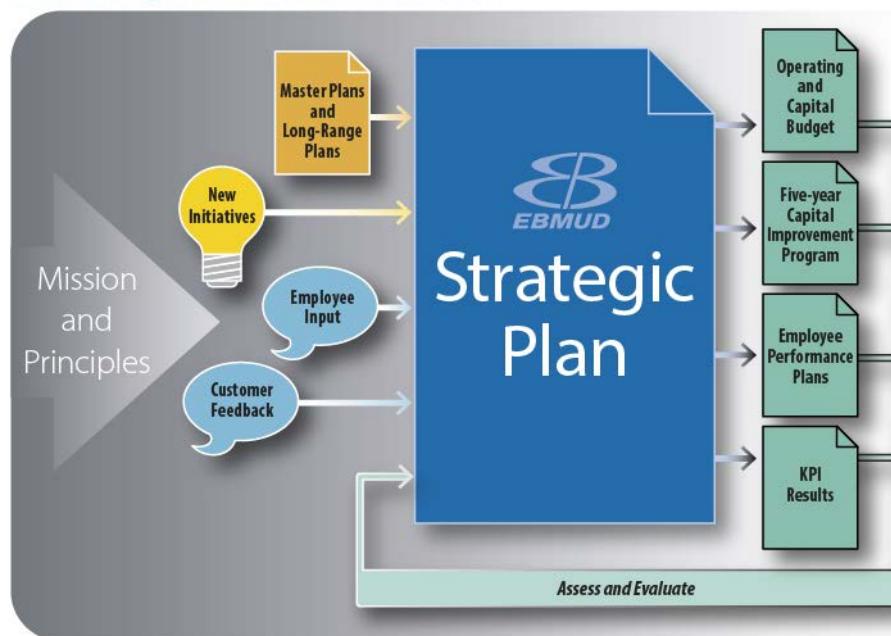 Mission
and
Principles
Master Plans
and
Long-Range
Plans
New
Initiatives
Employee
Input
Customer
Feedback
EBMUD
Strategic
Plan
Operating
and
Capital
Budget
Five-year
Capital
Improvement
Program
Employee
Performance
Plans
KPI
Results
Assess and Evaluate